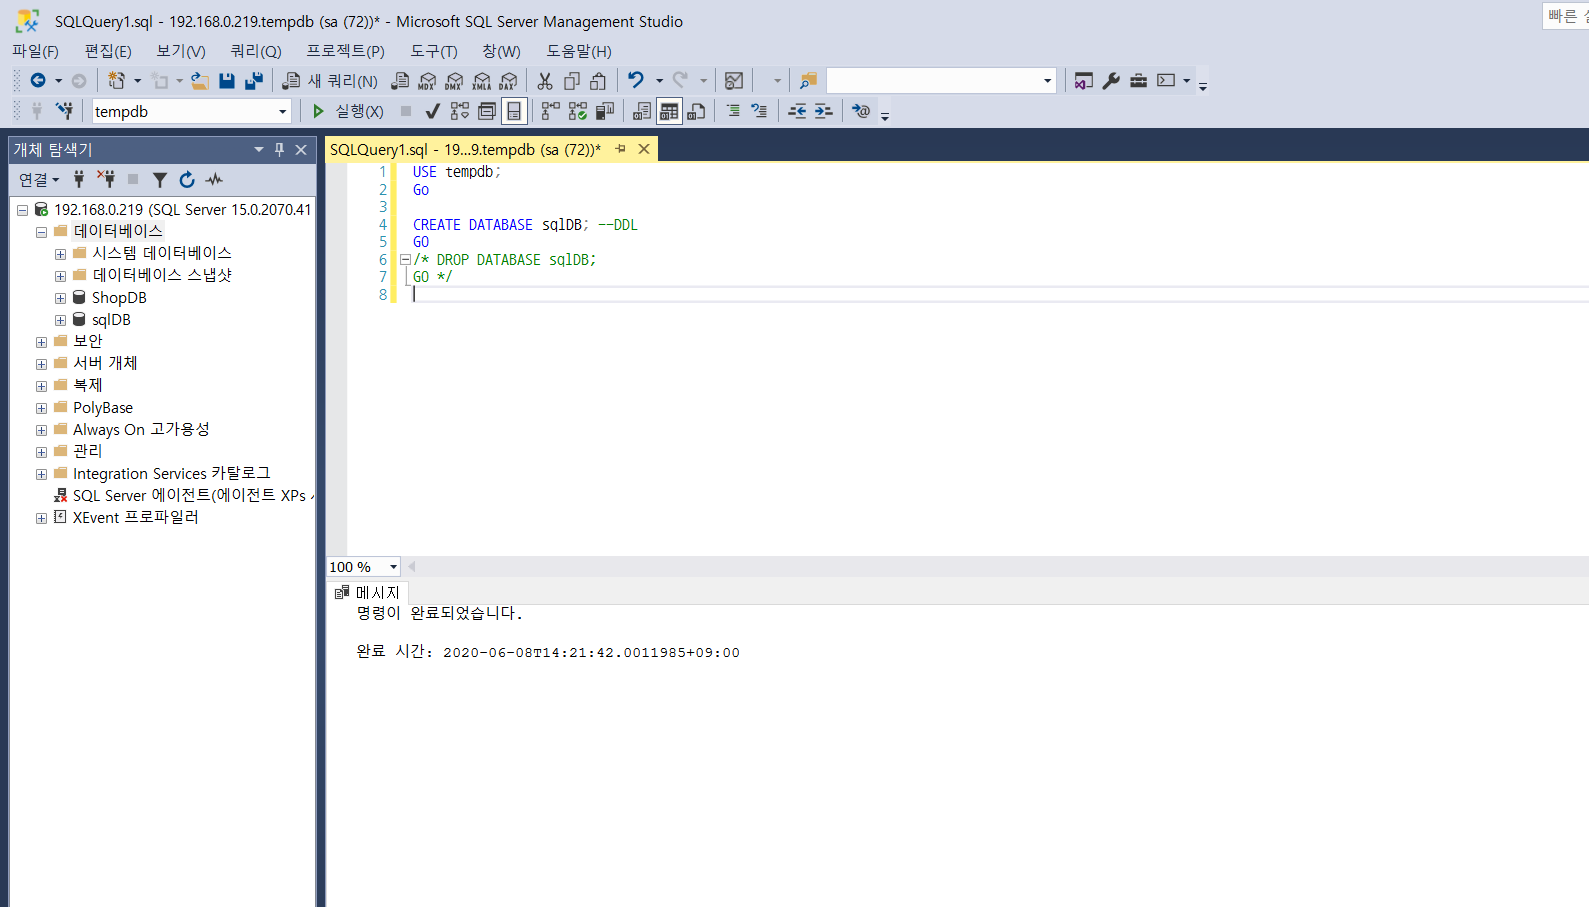 SQLQuery1.sql - 192.168.0.219.tempdb (sa (72))* - Microsoft SQL Server Management Studio
빠른
파일(F) 편집(E) 보기(V) 쿼리(Q) 프로젝트(P) 도구(T) 창(W) 도움말(H)
새 쿼리(N) MDX DMX XMLA DAX
tempdb 실행(X)
개체 탐색기
연결
192.168.0.219 (SQL Server 15.0.2070.41
데이터베이스
시스템 데이터베이스
데이터베이스 스냅샷
ShopDB
sqlDB
보안
서버 개체
복제
PolyBase
Always On 고가용성
관리
Integration Services 카탈로그
SQL Server 에이전트(에이전트 XPs
XEvent 프로파일러
SQLQuery1.sql - 19...9.tempdb (sa (72))*
1 USE tempdb;
2 Go
3
4 CREATE DATABASE sqlDB; --DDL
5 GO
6 /* DROP DATABASE sqlDB;
7 GO */
8
100 %
메시지
명령이 완료되었습니다.
완료 시간: 2020-06-08T14:21:42.0011985+09:00